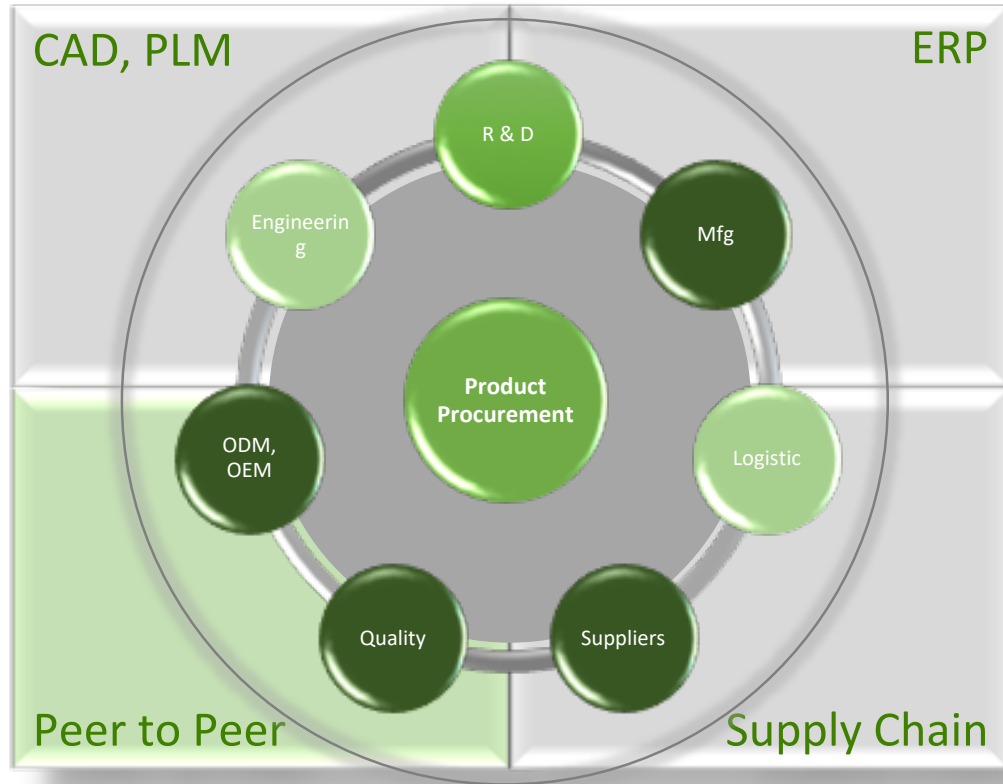 CAD, PLM
ERP
R & D
Engineerin
g
Mfg
Product
Procurement
ODM,
OEM
Logistic
Quality
Suppliers
Peer to Peer
Supply Chain